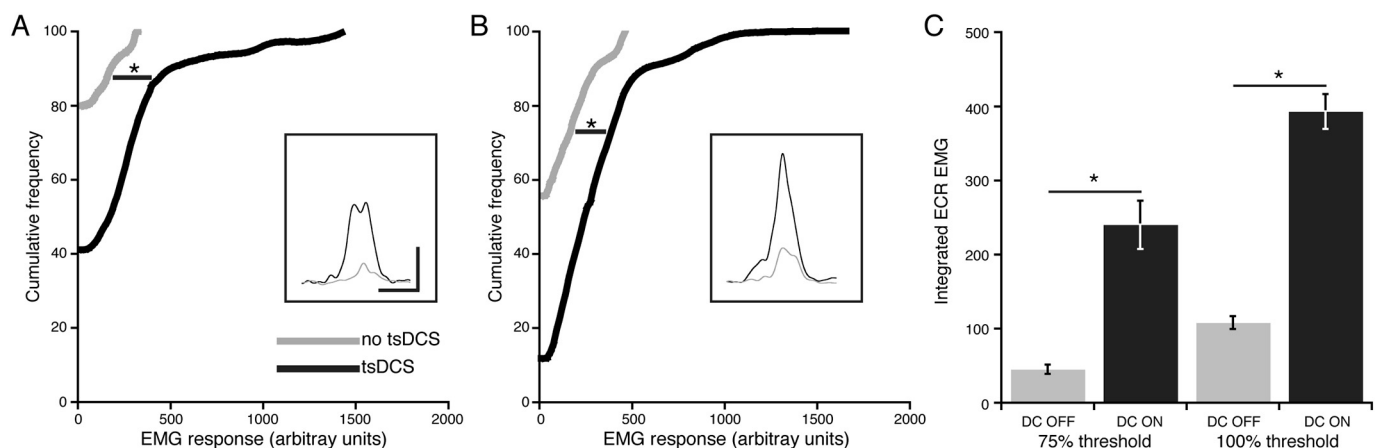 A
100
80
60
40
20
0
Cumulative frequency
*
no tsDCS
tsDCS
0 500 1000 1500 2000
EMG response (arbitray units)
B
100
80
60
40
20
0
Cumulative frequency
*
0 500 1000 1500 2000
EMG response (arbitray units)
C
500
400
300
200
100
0
Integrated ECR EMG
*
*
DC OFF DC ON DC OFF DC ON
75% threshold 100% threshold